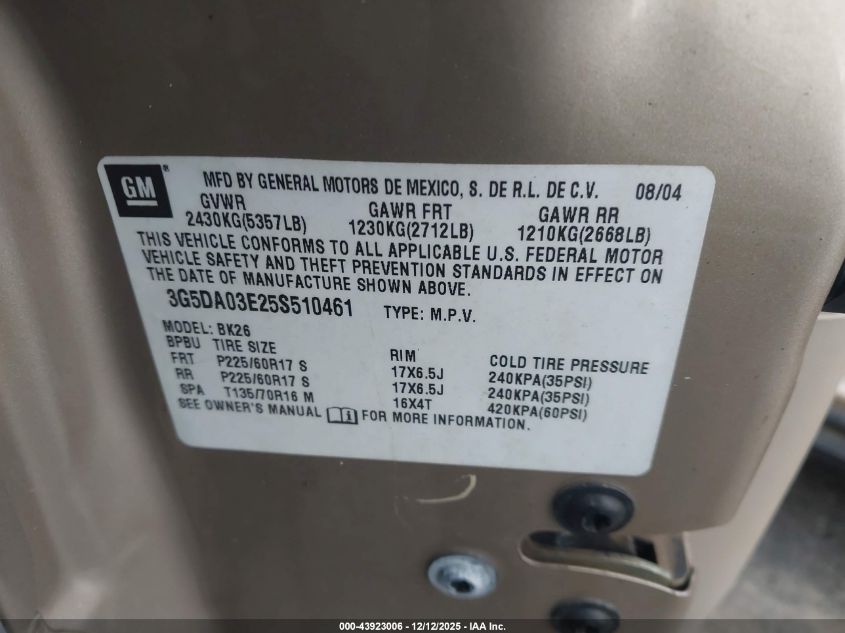 GM ® MFD BY GENERAL MOTORS DE MEXICO, S. DE R.L. DE C.V. 08/04
GVWR GAWR FRT GAWR RR
2430KG(5357LB) 1230KG(2712LB) 1210KG(2668LB)
THIS VEHICLE CONFORMS TO ALL APPLICABLE U.S. FEDERAL MOTOR
VEHICLE SAFETY AND THEFT PREVENTION STANDARDS IN EFFECT ON
THE DATE OF MANUFACTURE SHOWN ABOVE.
3G5DA03E25S510461 TYPE: M.P.V.
MODEL: BK26
BPBU TIRE SIZE RIM COLD TIRE PRESSURE
FRT P225/60R17 S 17X6.5J 240KPA(35PSI)
RR P225/60R17 S 17X6.5J 240KPA(35PSI)
SPA T135/70R16 M 16X4T 420KPA(60PSI)
SEE OWNER'S MANUAL i FOR MORE INFORMATION.
000-43923006 - 12/12/2025 - IAA Inc.